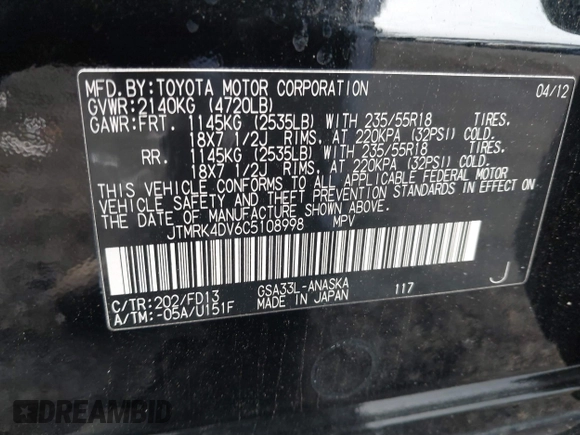 MFD.BY:TOYOTA MOTOR CORPORATION 04/12
GVWR:2140KG (4720LB)
GAWR:FRT. 1145KG (2535LB) WITH 235/55R18 TIRES.
18X7 1/2J RIMS. AT 220KPA (32PSI) COLD.
RR. 1145KG (2535LB) WITH 235/55R18 TIRES.
18X7 1/2J RIMS. AT 220KPA (32PSI) COLD.
THIS VEHICLE CONFORMS TO ALL APPLICABLE FEDERAL MOTOR
VEHICLE SAFETY AND THEFT PREVENTION STANDARDS IN EFFECT ON
THE DATE OF MANUFACTURE SHOWN ABOVE.
JTMRK4DV6C5108998 MPV
C/TR:202/FD13 GSA33L-ANASKA 117 J
A/TM:-05A/U151F MADE IN JAPAN
DREAMBID